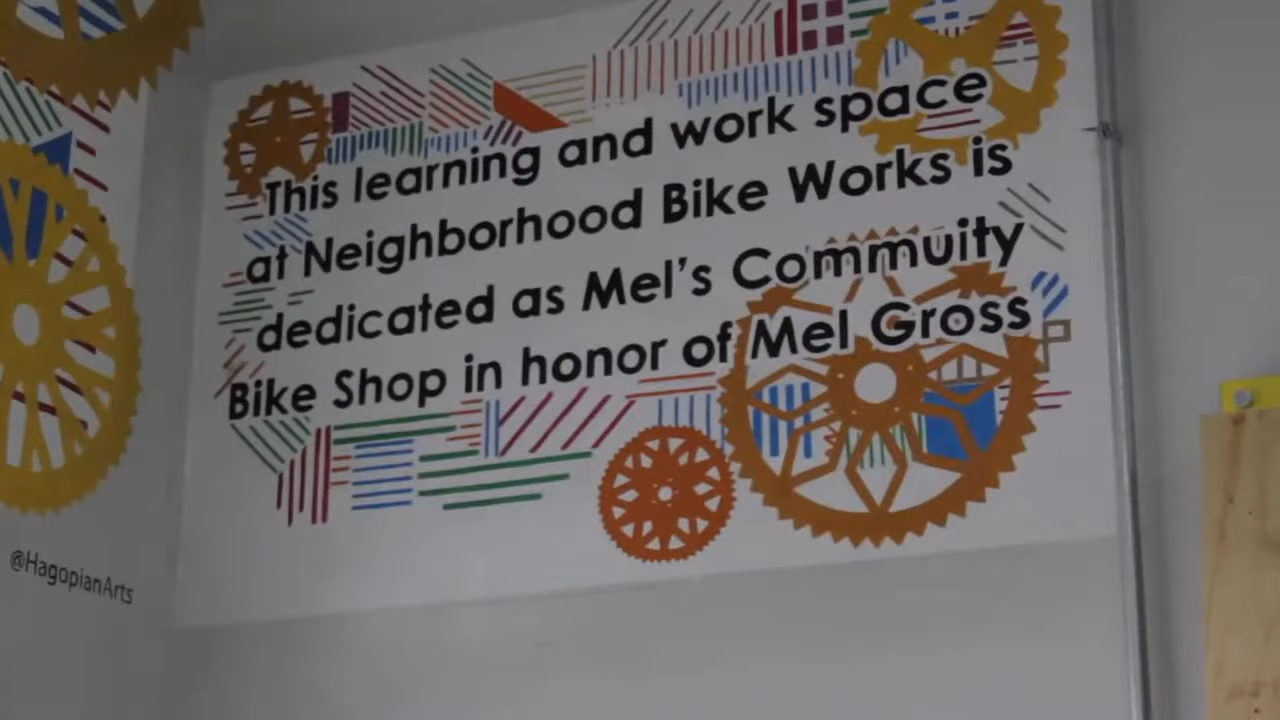 This learning and work space
at Neighborhood Bike Works is
dedicated as Mel's Commuity
Bike Shop in honor of Mel Gross
@HagopianArts